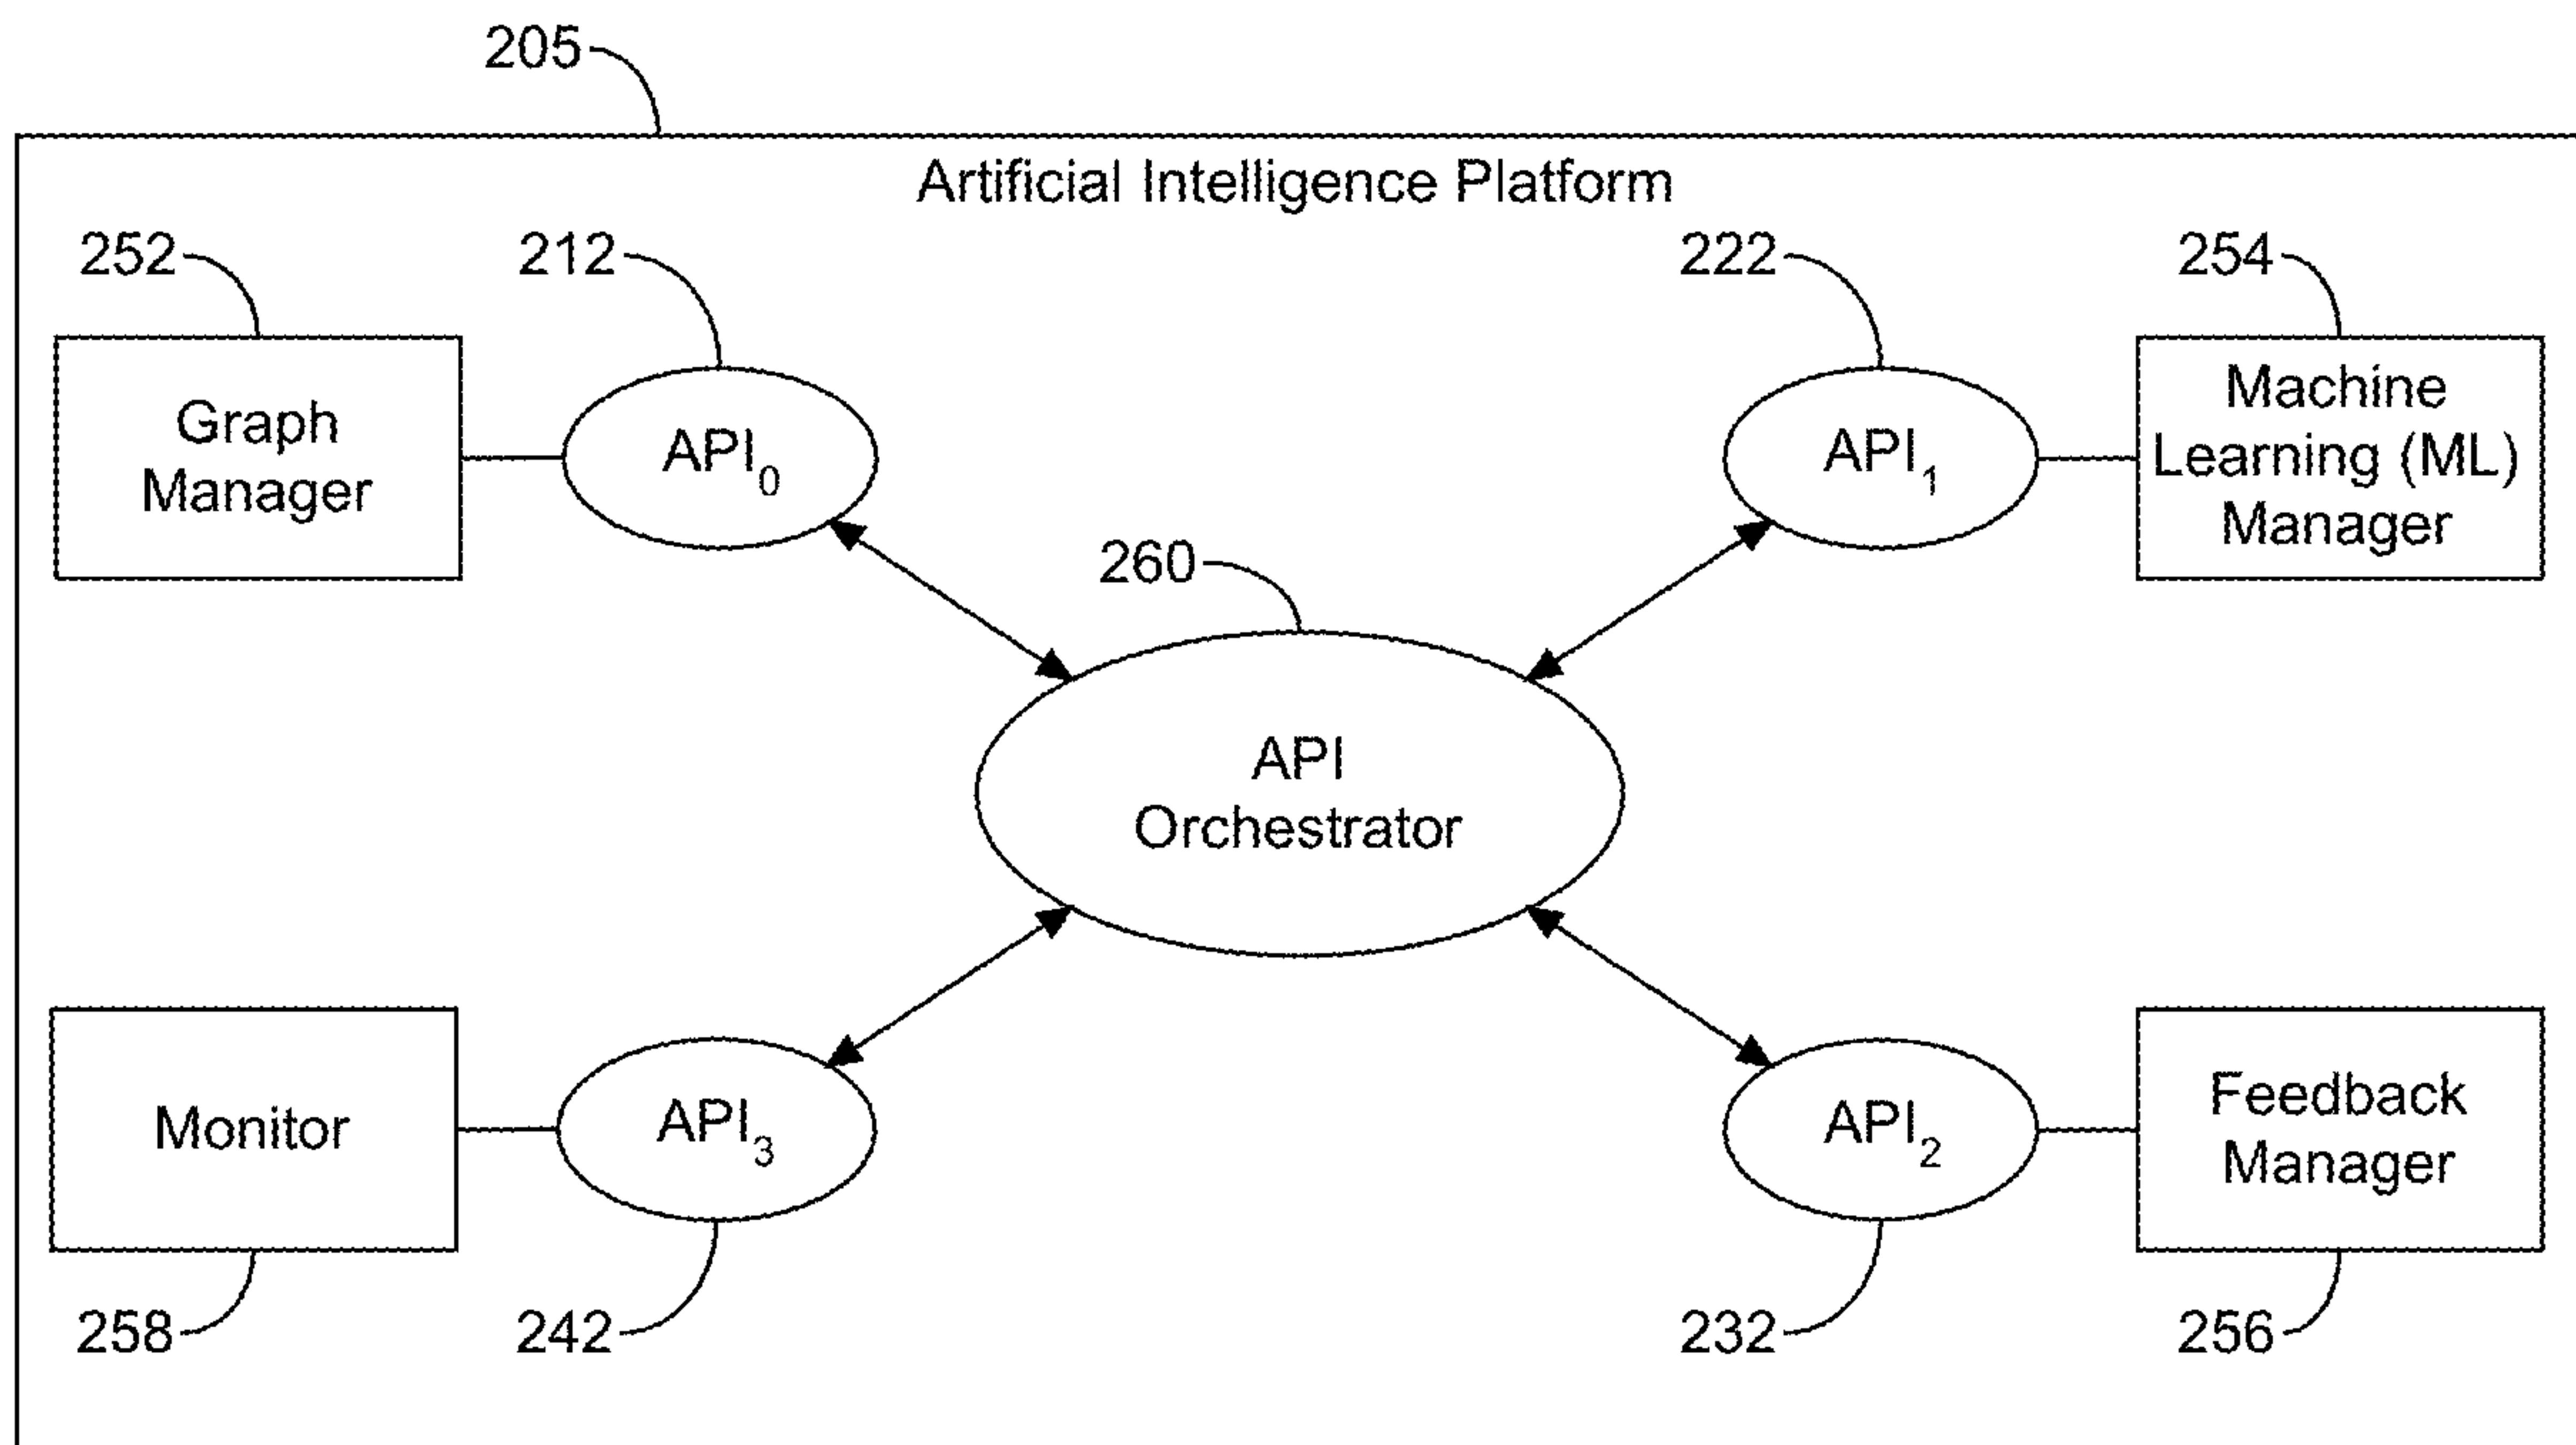 205
Artificial Intelligence Platform
252
212
222
254
Graph
Manager
API₀
API₁
Machine
Learning (ML)
Manager
260
API
Orchestrator
Monitor
API₃
API₂
Feedback
Manager
258
242
232
256